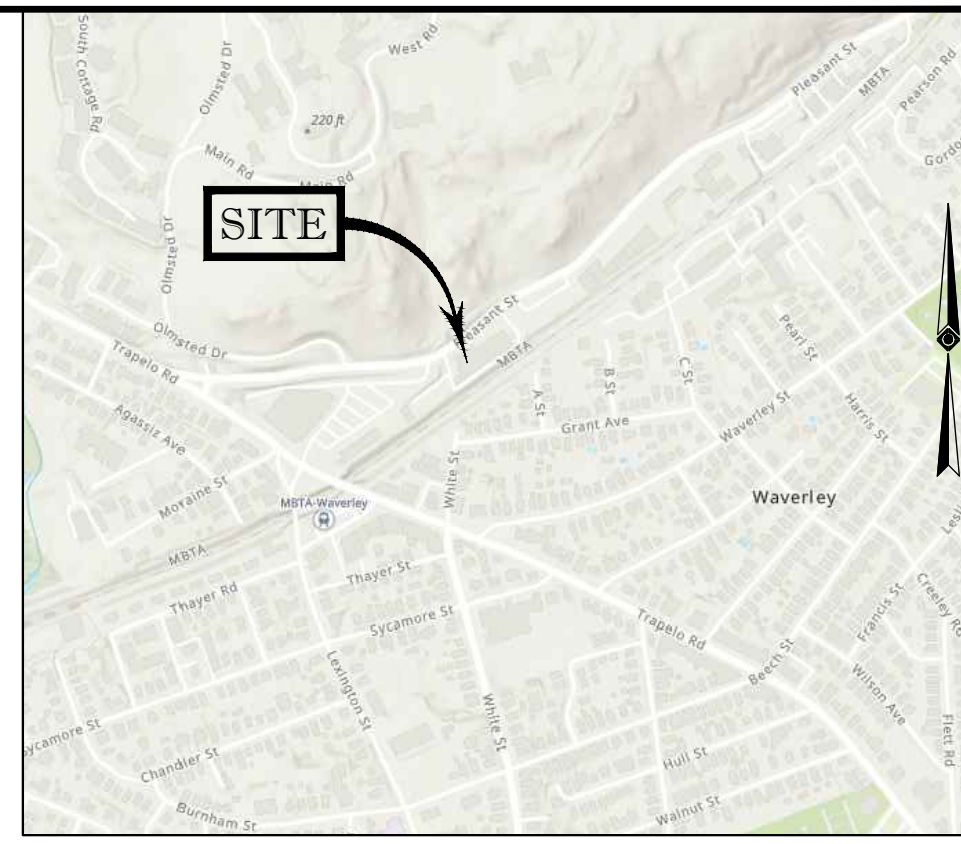 South Cottage Rd
Olmsted Dr
West Rd
Pleasant St
MBTA
Pearson Rd
220 ft
Main Rd
Main Rd
Gordo
SITE
Olmsted Dr
Pleasant St
Olmsted Dr
Trapelo Rd
MBTA
Pearl St
A St
B St
C St
Agassiz Ave
Grant Ave
Waverley St
Harris St
White St
Moraine St
MBTA-Waverley
Waverley
Lesli
MBTA
Thayer St
Thayer Rd
Creeley Rd
Francis St
Sycamore St
Trapelo Rd
Beech St
Lexington St
Wilson Ave
White St
ycamore St
Flett Rd
Chandler St
Hull St
Burnham St
Walnut St